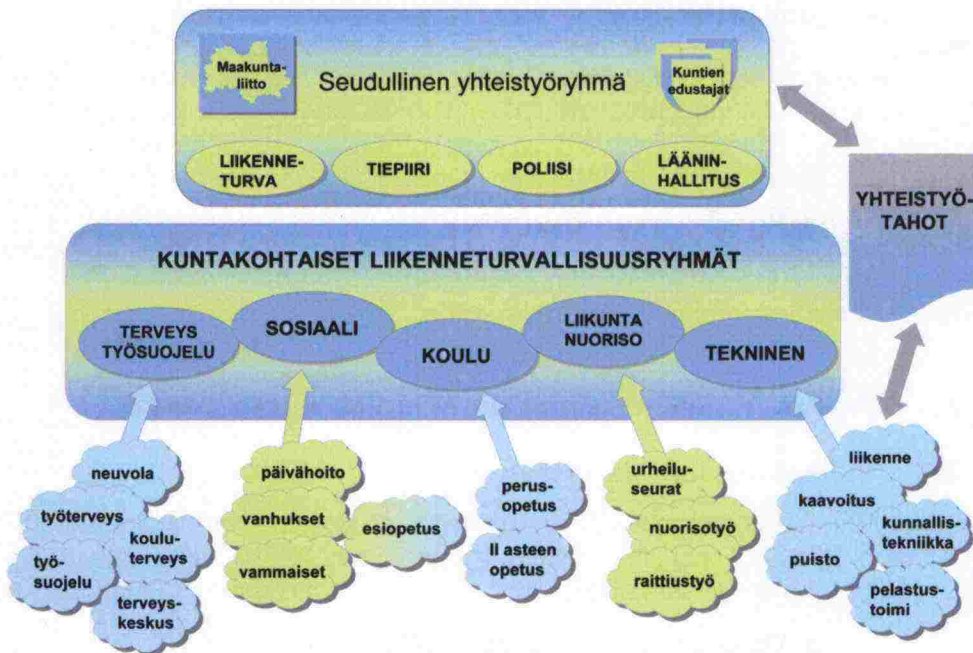 Maakunta-
liitto
Seudullinen yhteistyöryhmä
Kuntien
edustajat
LIIKENNE-
TURVA
TIEPIIRI
POLIISI
LÄÄNIN-
HALLITUS
YHTEISTYÖ-
TAHOT
KUNTAKOHTAISET LIIKENNETURVALLISUUSRYHMÄT
TERVEYS
TYÖSUOJELU
SOSIAALI
KOULU
LIIKUNTA
NUORISO
TEKNINEN
neuvola
työterveys
koulu-
terveys
työ-
suojelu
terveys-
keskus
päivähoito
vanhukset
esiopetus
vammaiset
perus-
opetus
II asteen
opetus
urheilu-
seurat
nuorisotyö
raittiustyö
liikenne
kaavoitus
kunnallis-
tekniikka
puisto
pelastus-
toimi